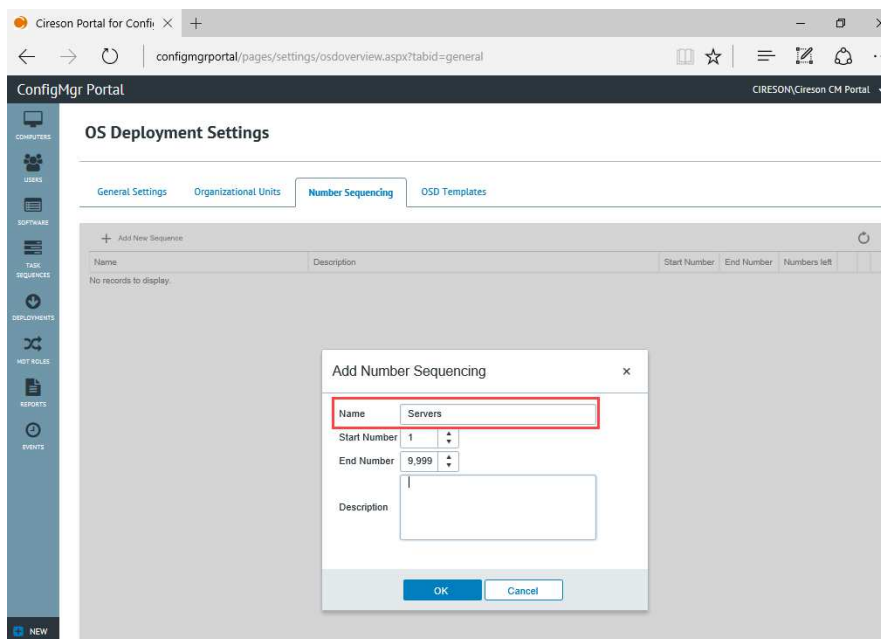 Cireson Portal for Confi
configmgrportal/pages/settings/osdoverview.aspx?tabid=general
ConfigMgr Portal
CIRESON\Cireson CM Portal
COMPUTERS
USERS
SOFTWARE
TASK
SEQUENCES
DEPLOYMENTS
MDT ROLES
REPORTS
EVENTS
NEW
OS Deployment Settings
General Settings
Organizational Units
Number Sequencing
OSD Templates
Add New Sequence
Name
Description
Start Number
End Number
Numbers left
No records to display.
Add Number Sequencing
Name
Servers
Start Number
1
End Number
9,999
Description
OK
Cancel